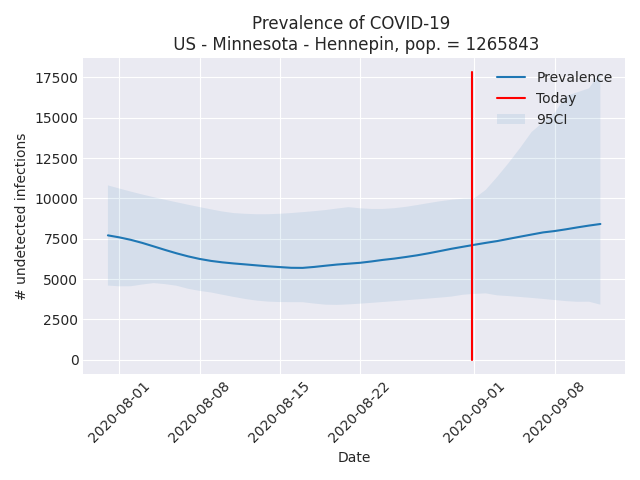 Prevalence of COVID-19
US - Minnesota - Hennepin, pop. = 1265843
17500
15000
12500
10000
7500
5000
2500
0
# undetected infections
Prevalence
Today
95CI
2020-08-01
2020-08-08
2020-08-15
2020-08-22
2020-09-01
2020-09-08
Date